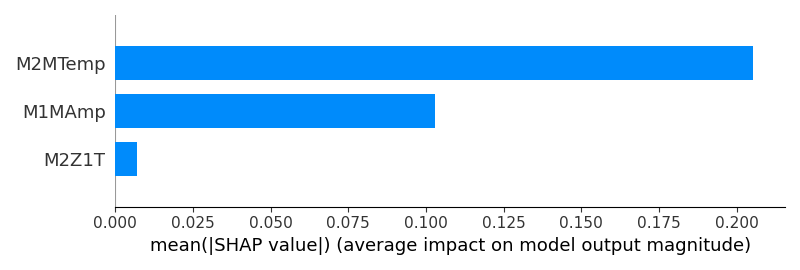 M2MTemp
M1MAmp
M2Z1T
0.000 0.025 0.050 0.075 0.100 0.125 0.150 0.175 0.200
mean(|SHAP value|) (average impact on model output magnitude)